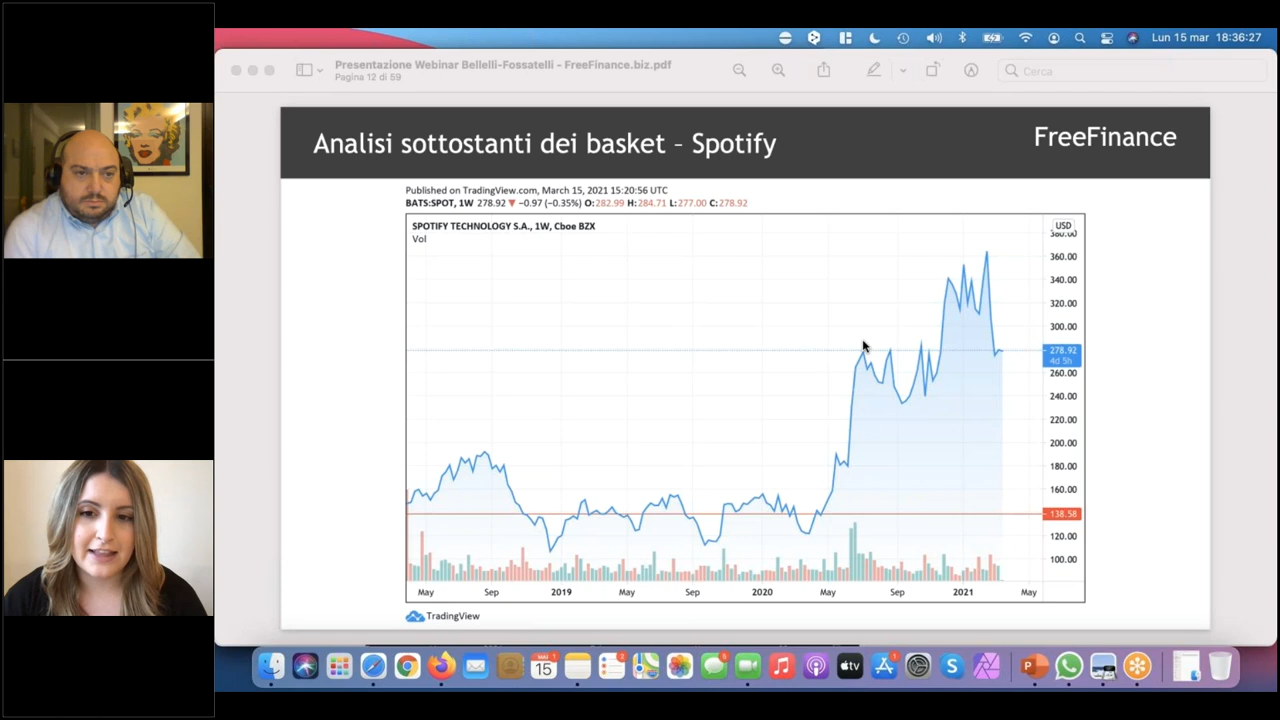 Lun 15 mar 18:36:27
Presentazione Webinar Bellelli-Fossatelli - FreeFinance.biz.pdf
Pagina 12 di 59
Cerca
Analisi sottostanti dei basket – Spotify
FreeFinance
Published on TradingView.com, March 15, 2021 15:20:56 UTC
BATS:SPOT, 1W 278.92 ▼ −0.97 (−0.35%) O:282.99 H:284.71 L:277.00 C:278.92
SPOTIFY TECHNOLOGY S.A., 1W, Cboe BZX
Vol
USD
380.00
360.00
340.00
320.00
300.00
278.92
4d 5h
260.00
240.00
220.00
200.00
180.00
160.00
138.58
120.00
100.00
May Sep 2019 May Sep 2020 May Sep 2021 May
TradingView
15
tv